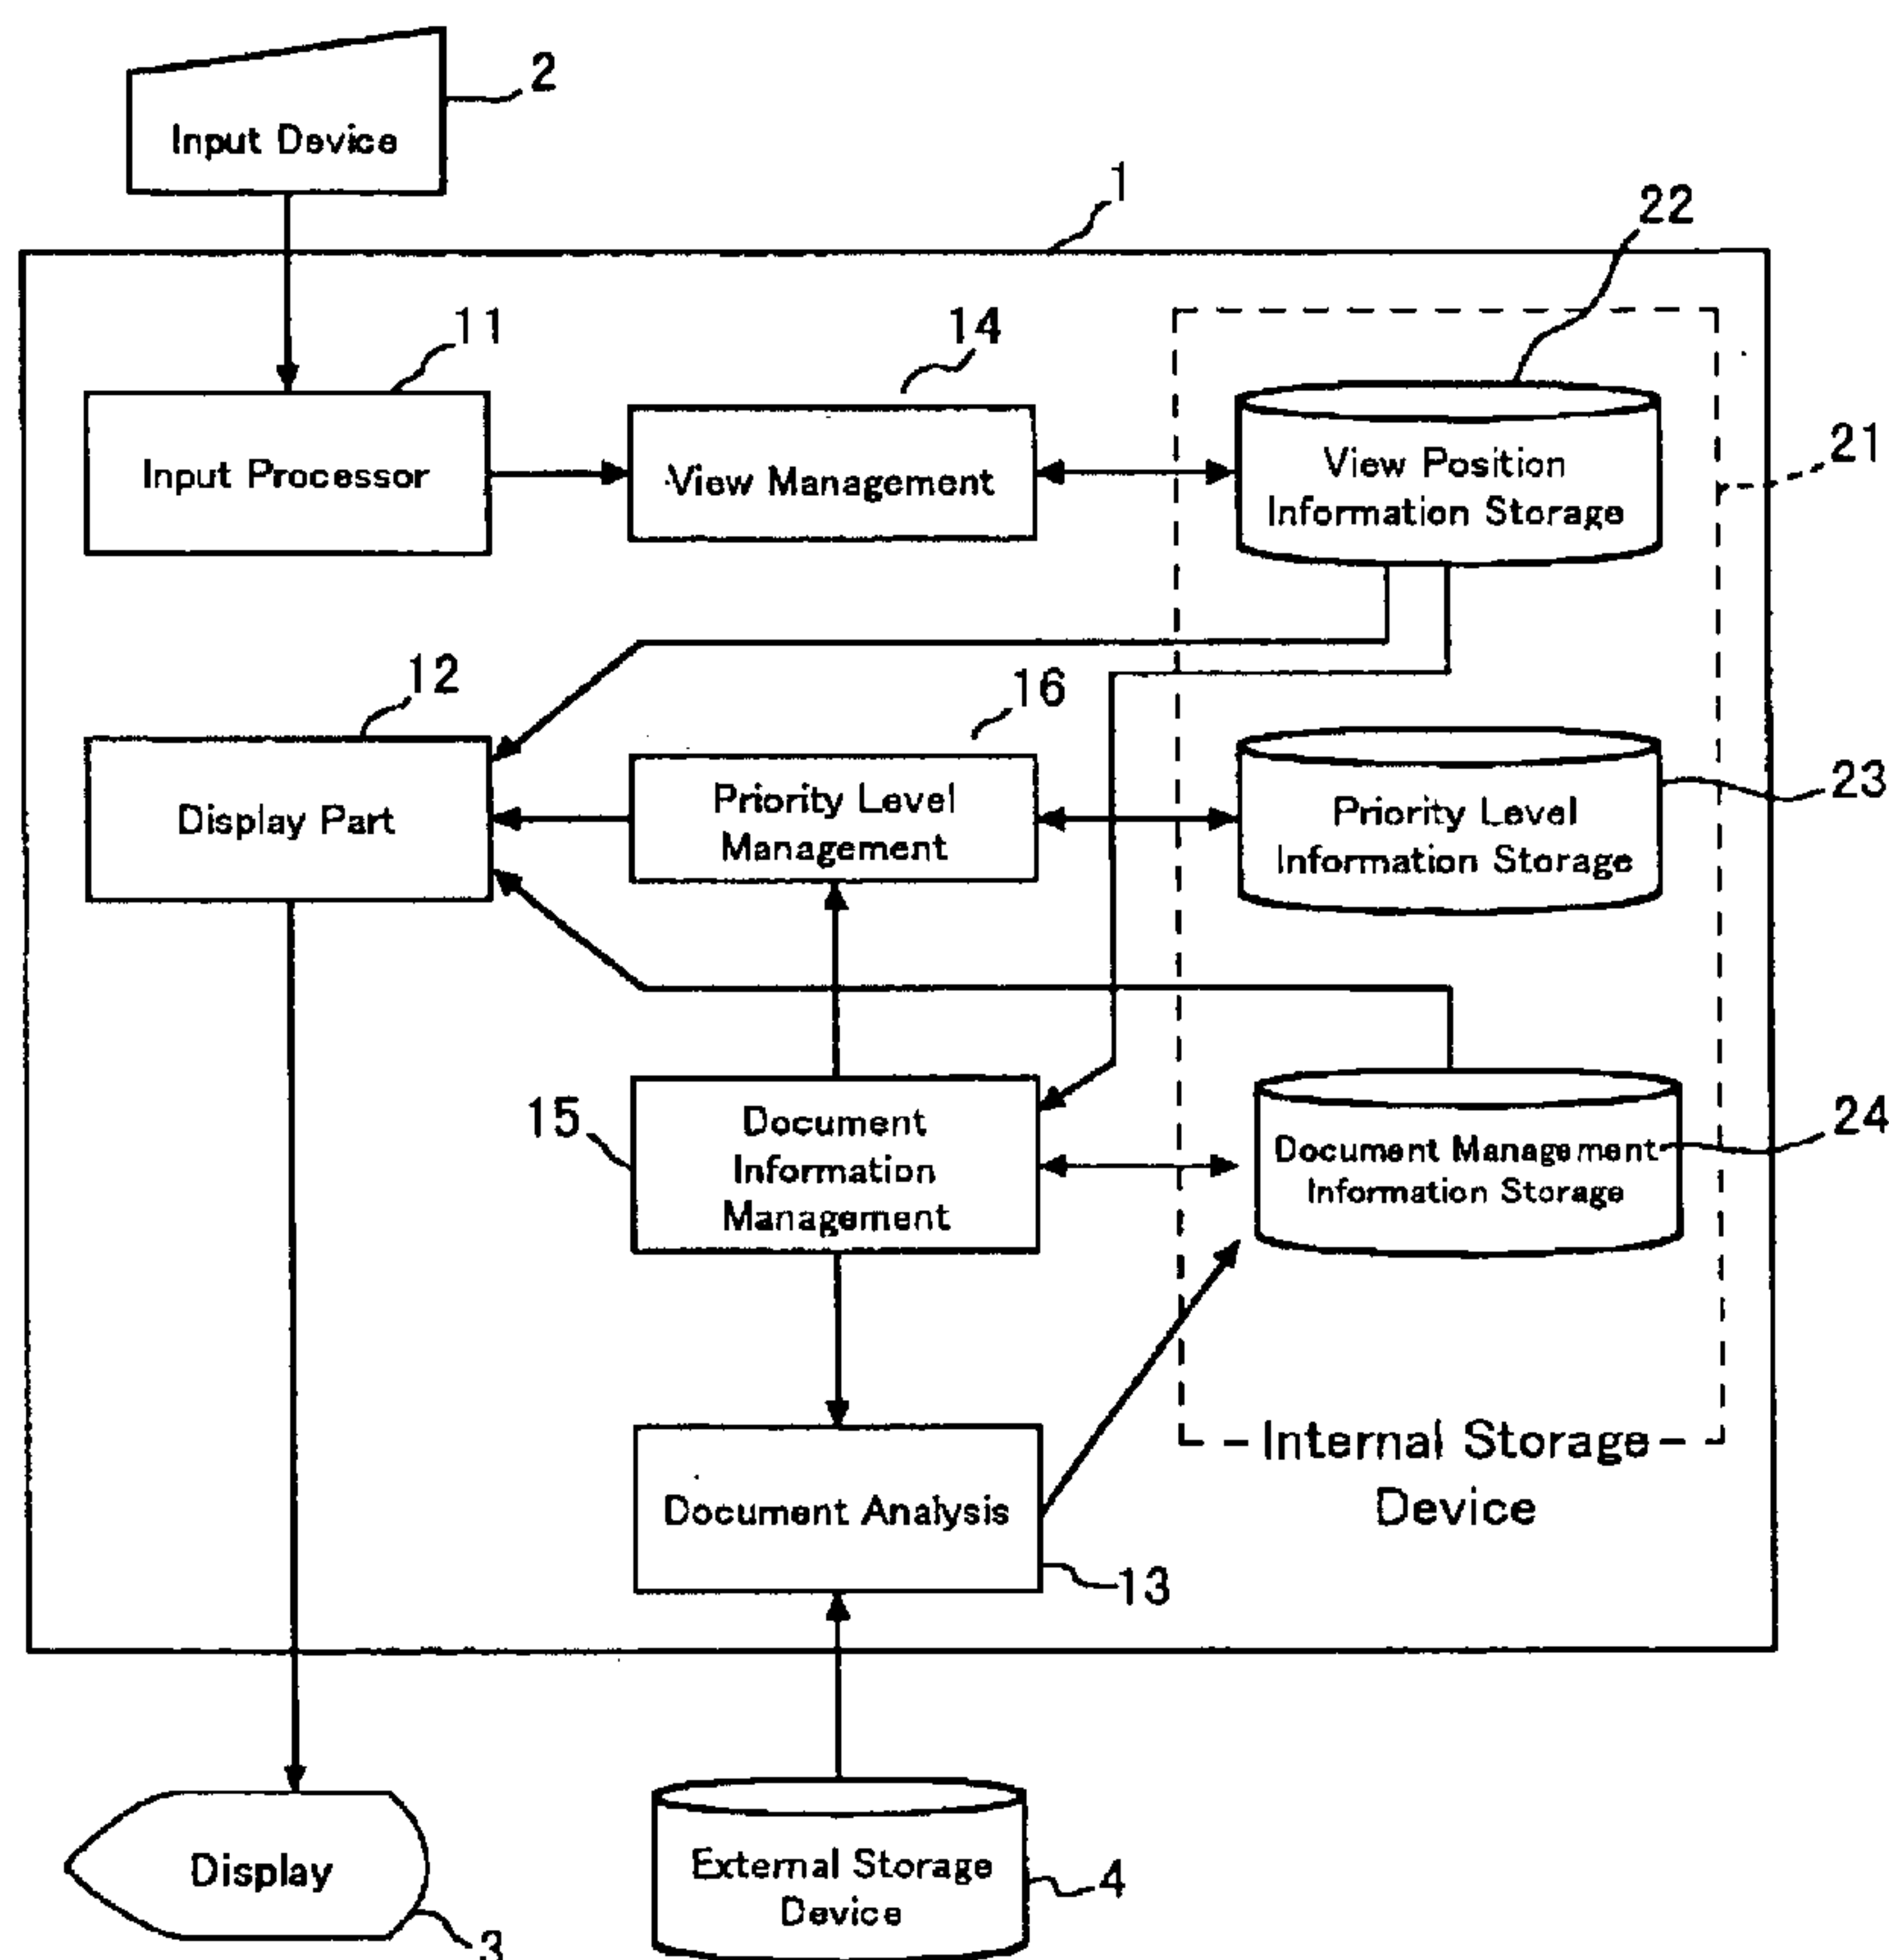 2
Input Device
1
22
11
14
21
Input Processor
View Management
View Position
Information Storage
12
16
23
Display Part
Priority Level
Management
Priority Level
Information Storage
15
Document
Information
Management
24
Document Management
Information Storage
Internal Storage
Device
Document Analysis
13
Display
3
External Storage
Device
4